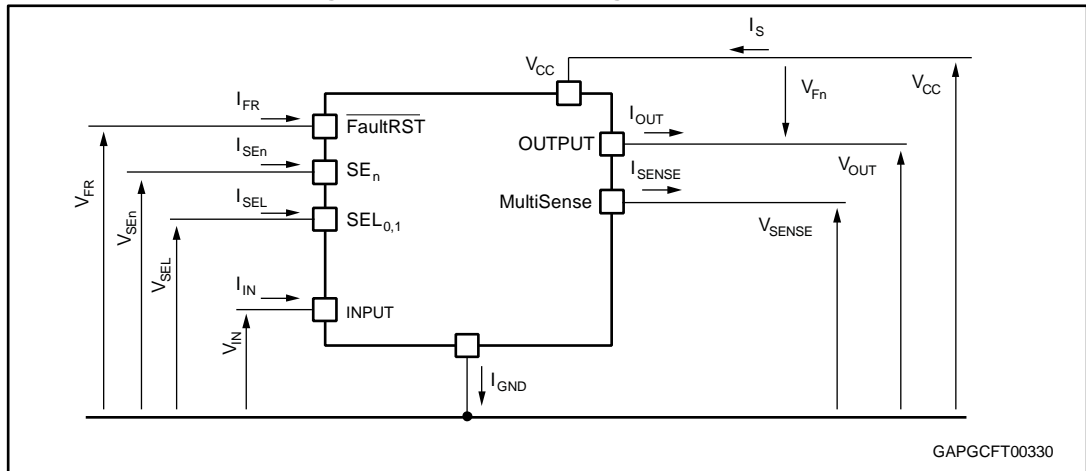 I_S
V_CC
V_Fn
V_CC
I_FR
FaultRST
I_OUT
OUTPUT
I_SEn
SE_n
V_OUT
I_SENSE
MultiSense
V_FR
I_SEL
SEL_0,1
V_SEn
V_SENSE
V_SEL
I_IN
INPUT
V_IN
I_GND
GAPGCFT00330